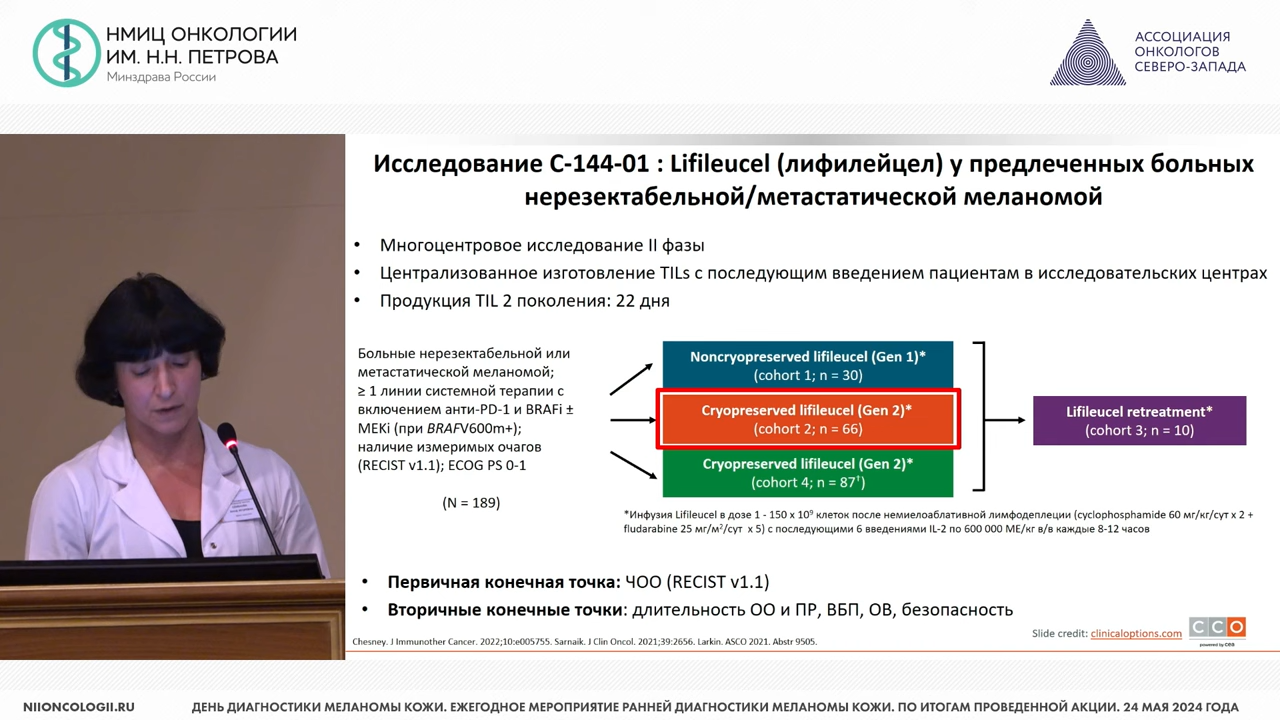 НМИЦ ОНКОЛОГИИ
ИМ. Н.Н. ПЕТРОВА
Минздрава России
АССОЦИАЦИЯ
ОНКОЛОГОВ
СЕВЕРО-ЗАПАДА
Исследование C-144-01 : Lifileucel (лифилейцел) у предлеченных больных
нерезектабельной/метастатической меланомой
• Многоцентровое исследование II фазы
• Централизованное изготовление TILs с последующим введением пациентам в исследовательских центрах
• Продукция TIL 2 поколения: 22 дня
Больные нерезектабельной или
метастатической меланомой;
≥ 1 линии системной терапии с
включением анти-PD-1 и BRAFi ±
MEKi (при BRAFV600m+);
наличие измеримых очагов
(RECIST v1.1); ECOG PS 0-1
(N = 189)
Noncryopreserved lifileucel (Gen 1)*
(cohort 1; n = 30)
Cryopreserved lifileucel (Gen 2)*
(cohort 2; n = 66)
Cryopreserved lifileucel (Gen 2)*
(cohort 4; n = 87†)
Lifileucel retreatment*
(cohort 3; n = 10)
*Инфузия Lifileucel в дозе 1 - 150 x 10⁹ клеток после немиелоаблативной лимфодеплеции (cyclophosphamide 60 мг/кг/сут x 2 +
fludarabine 25 мг/м²/сут x 5) с последующими 6 введениями IL-2 по 600 000 МЕ/кг в/в каждые 8-12 часов
• Первичная конечная точка: ЧОО (RECIST v1.1)
• Вторичные конечные точки: длительность ОО и ПР, ВБП, ОВ, безопасность
Slide credit: clinicaloptions.com
CCO
powered by cea
Chesney. J Immunother Cancer. 2022;10:e005755. Sarnaik. J Clin Oncol. 2021;39:2656. Larkin. ASCO 2021. Abstr 9505.
NIIONCOLOGII.RU
ДЕНЬ ДИАГНОСТИКИ МЕЛАНОМЫ КОЖИ. ЕЖЕГОДНОЕ МЕРОПРИЯТИЕ РАННЕЙ ДИАГНОСТИКИ МЕЛАНОМЫ КОЖИ. ПО ИТОГАМ ПРОВЕДЕННОЙ АКЦИИ. 24 МАЯ 2024 ГОДА